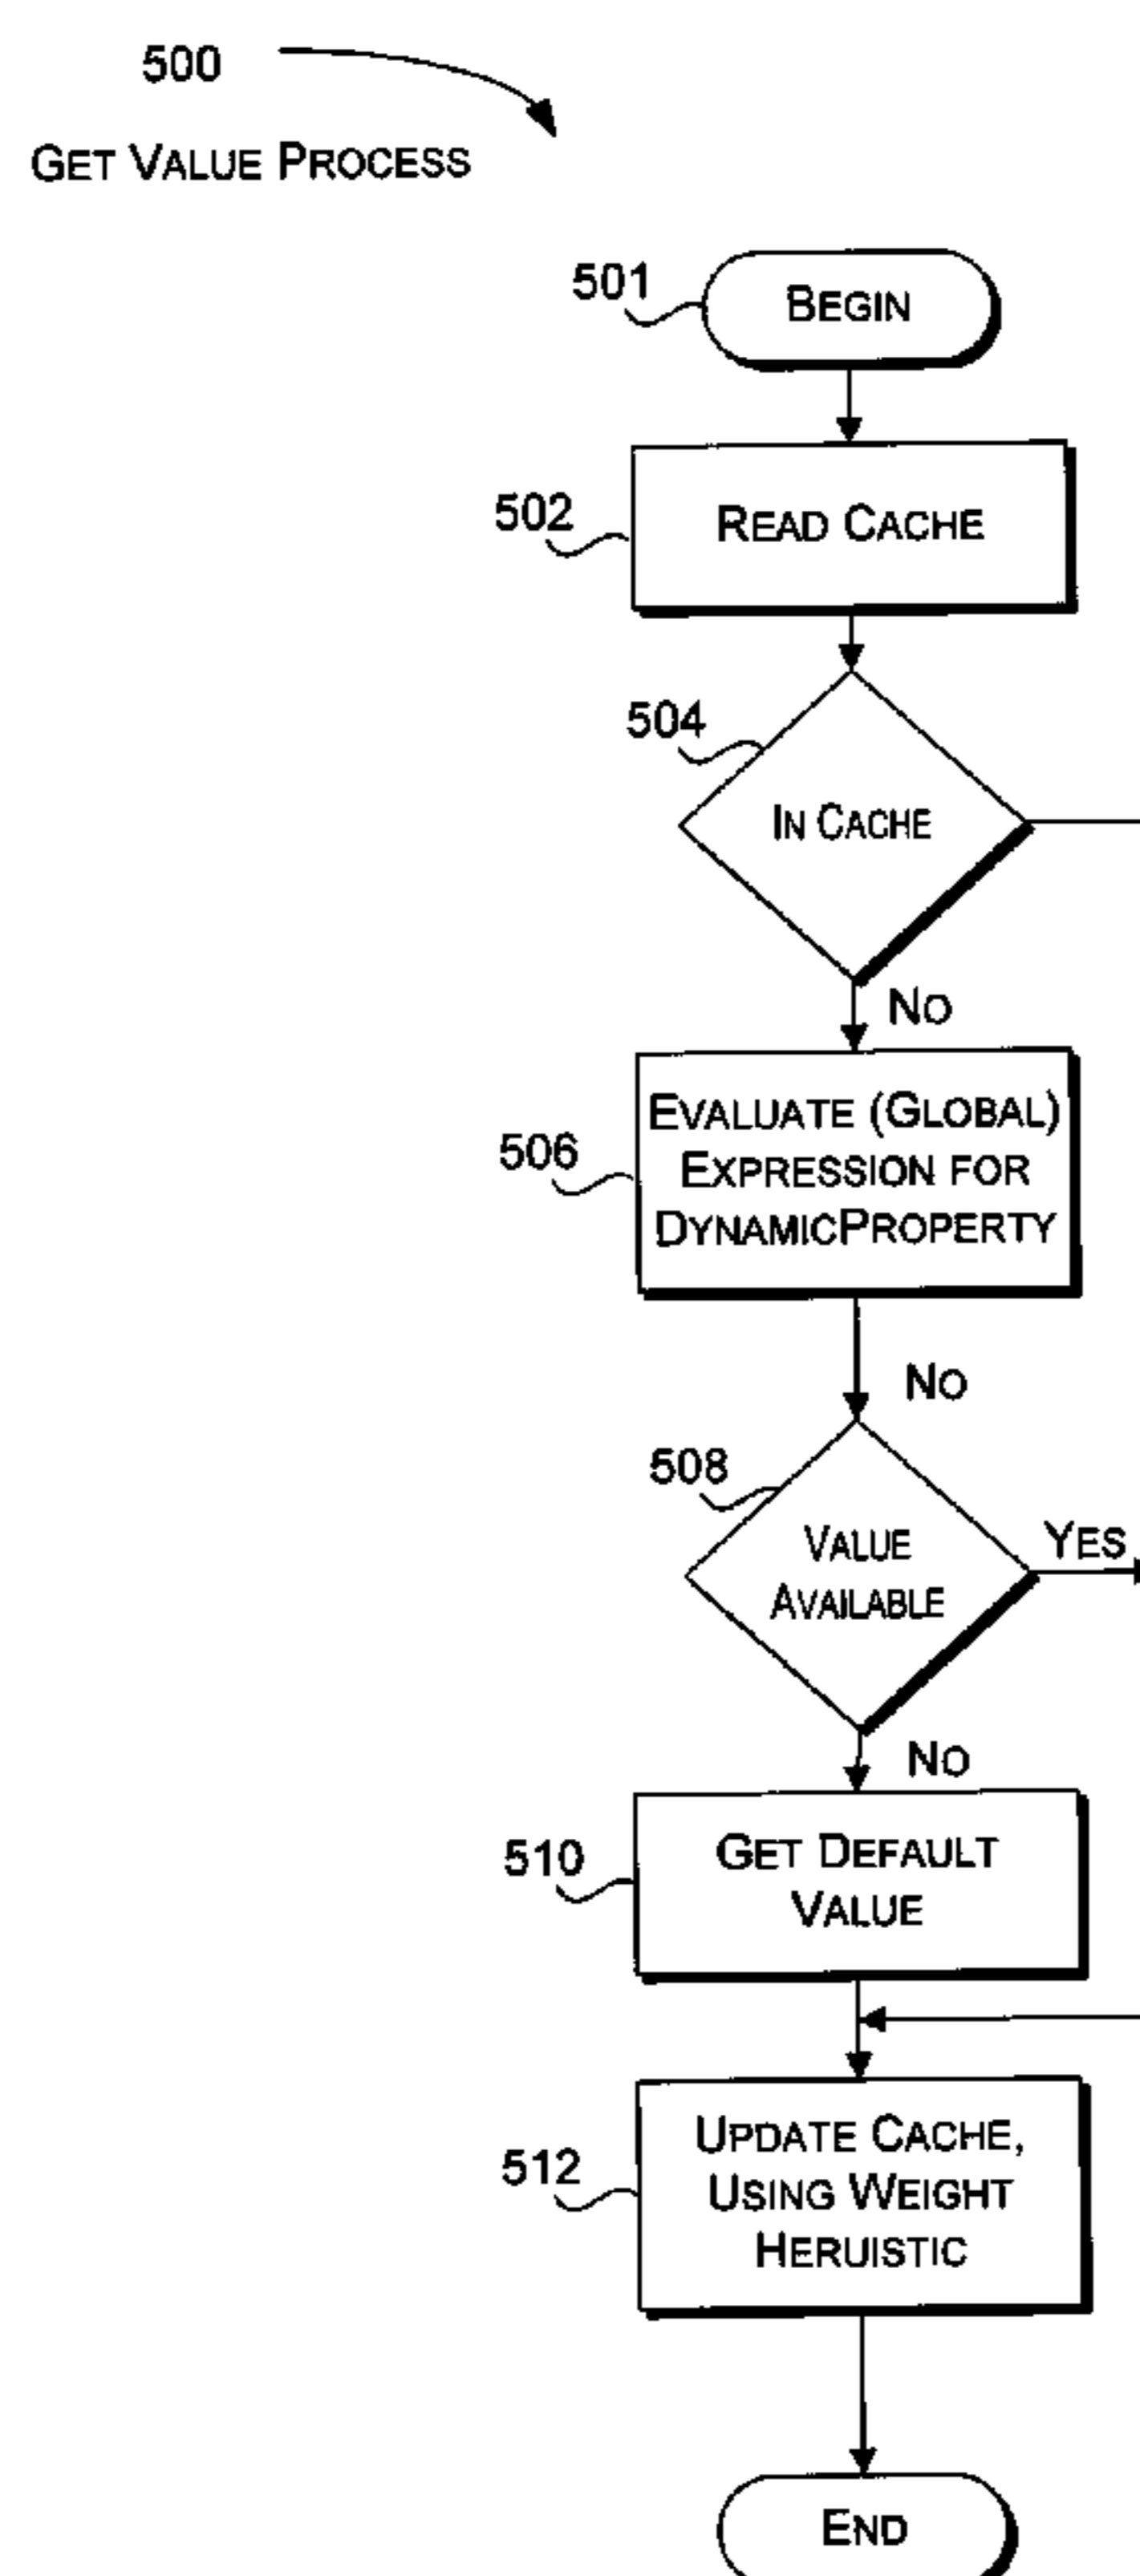 500
GET VALUE PROCESS
501
BEGIN
502
READ CACHE
504
IN CACHE
NO
506
EVALUATE (GLOBAL)
EXPRESSION FOR
DYNAMICPROPERTY
NO
508
VALUE
AVAILABLE
YES
NO
510
GET DEFAULT
VALUE
512
UPDATE CACHE,
USING WEIGHT
HERUISTIC
END